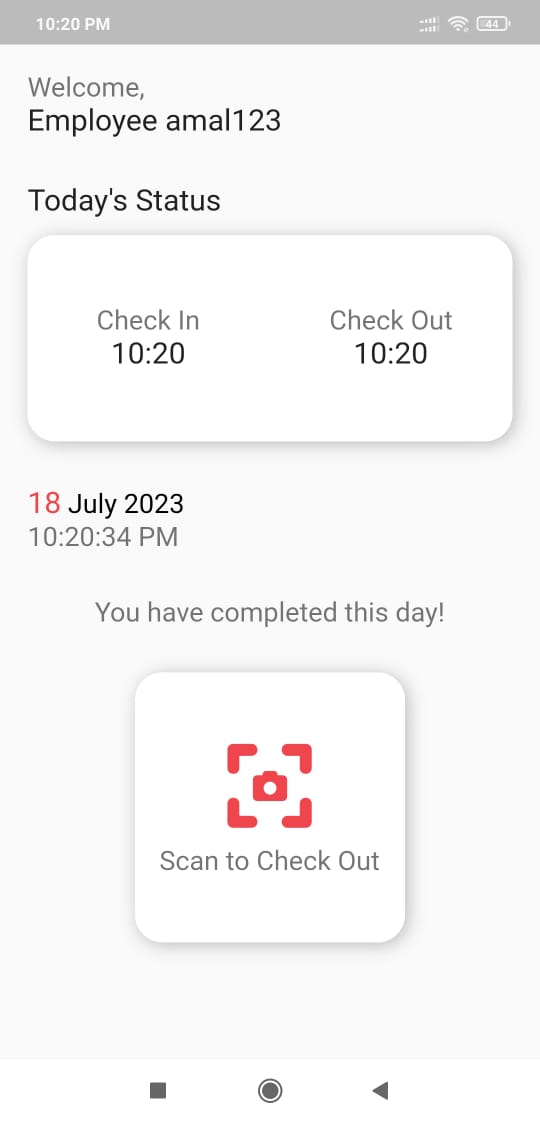 10:20 PM
44
Welcome,
Employee amal123
Today's Status
Check In
Check Out
10:20
10:20
18 July 2023
10:20:34 PM
You have completed this day!
Scan to Check Out